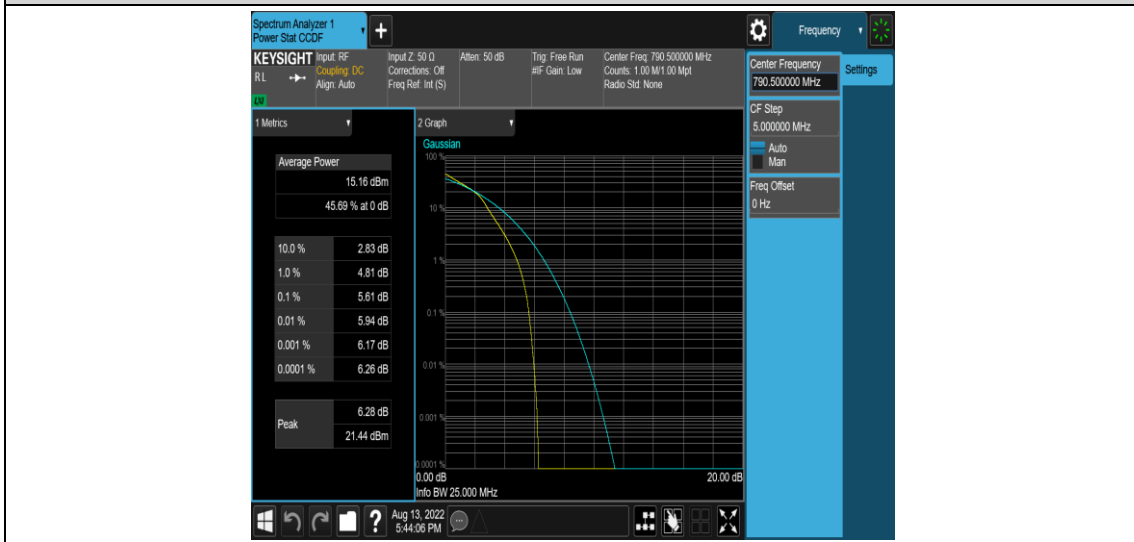 Spectrum Analyzer 1
Power Stat CCDF
+
Frequency
KEYSIGHT
RL
LXI
Input: RF
Coupling: DC
Align: Auto
Input Z: 50 Ω
Corrections: Off
Freq Ref: Int (S)
Atten: 50 dB
Trig: Free Run
#IF Gain: Low
Center Freq: 790.500000 MHz
Counts: 1.00 M/1.00 Mpt
Radio Std: None
Center Frequency
790.500000 MHz
Settings
CF Step
5.000000 MHz
Auto
Man
Freq Offset
0 Hz
1 Metrics
Average Power
15.16 dBm
45.69 % at 0 dB
10.0 % 2.83 dB
1.0 % 4.81 dB
0.1 % 5.61 dB
0.01 % 5.94 dB
0.001 % 6.17 dB
0.0001 % 6.26 dB
Peak
6.28 dB
21.44 dBm
2 Graph
Gaussian
100 %
10 %
1 %
0.1 %
0.01 %
0.001 %
0.0001 %
0.00 dB 20.00 dB
Info BW 25.000 MHz
?
Aug 13, 2022
5:44:06 PM